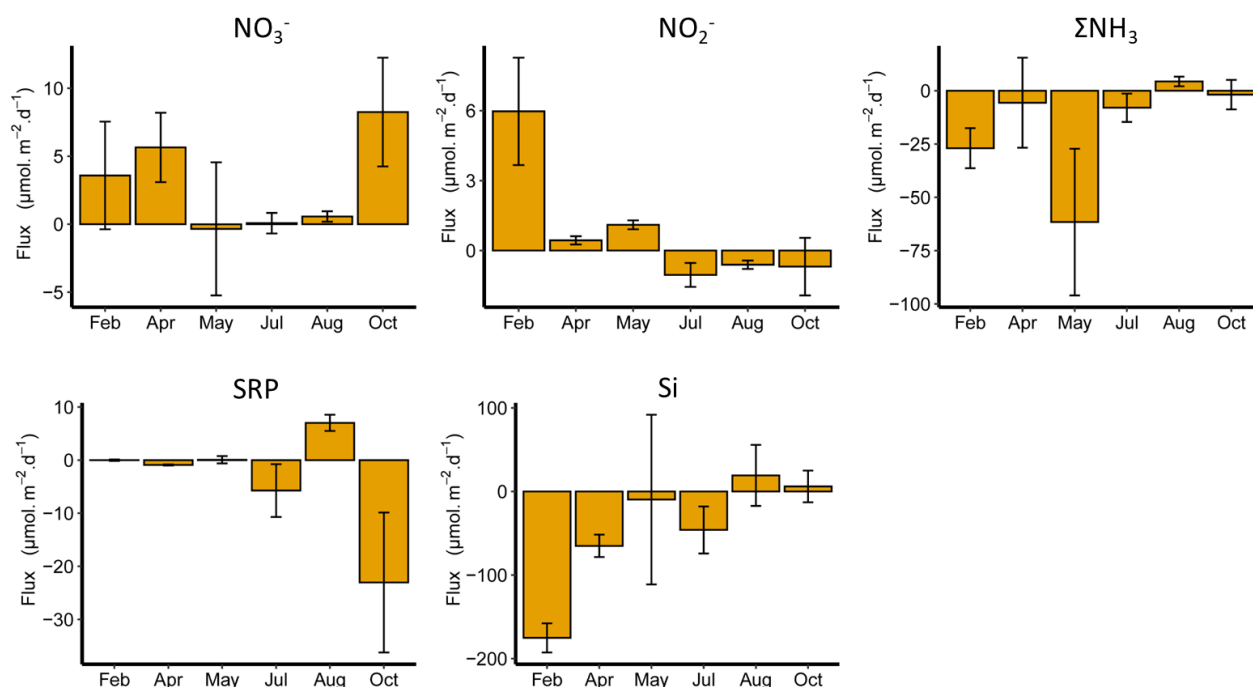 NO₃⁻
Flux (µmol. m⁻².d⁻¹)
10
5
0
−5
Feb Apr May Jul Aug Oct
NO₂⁻
Flux (µmol. m⁻².d⁻¹)
6
3
0
Feb Apr May Jul Aug Oct
ΣNH₃
Flux (µmol. m⁻².d⁻¹)
0
−25
−50
−75
−100
Feb Apr May Jul Aug Oct
SRP
Flux (µmol. m⁻².d⁻¹)
10
0
−10
−20
−30
Feb Apr May Jul Aug Oct
Si
Flux (µmol. m⁻².d⁻¹)
100
0
−100
−200
Feb Apr May Jul Aug Oct